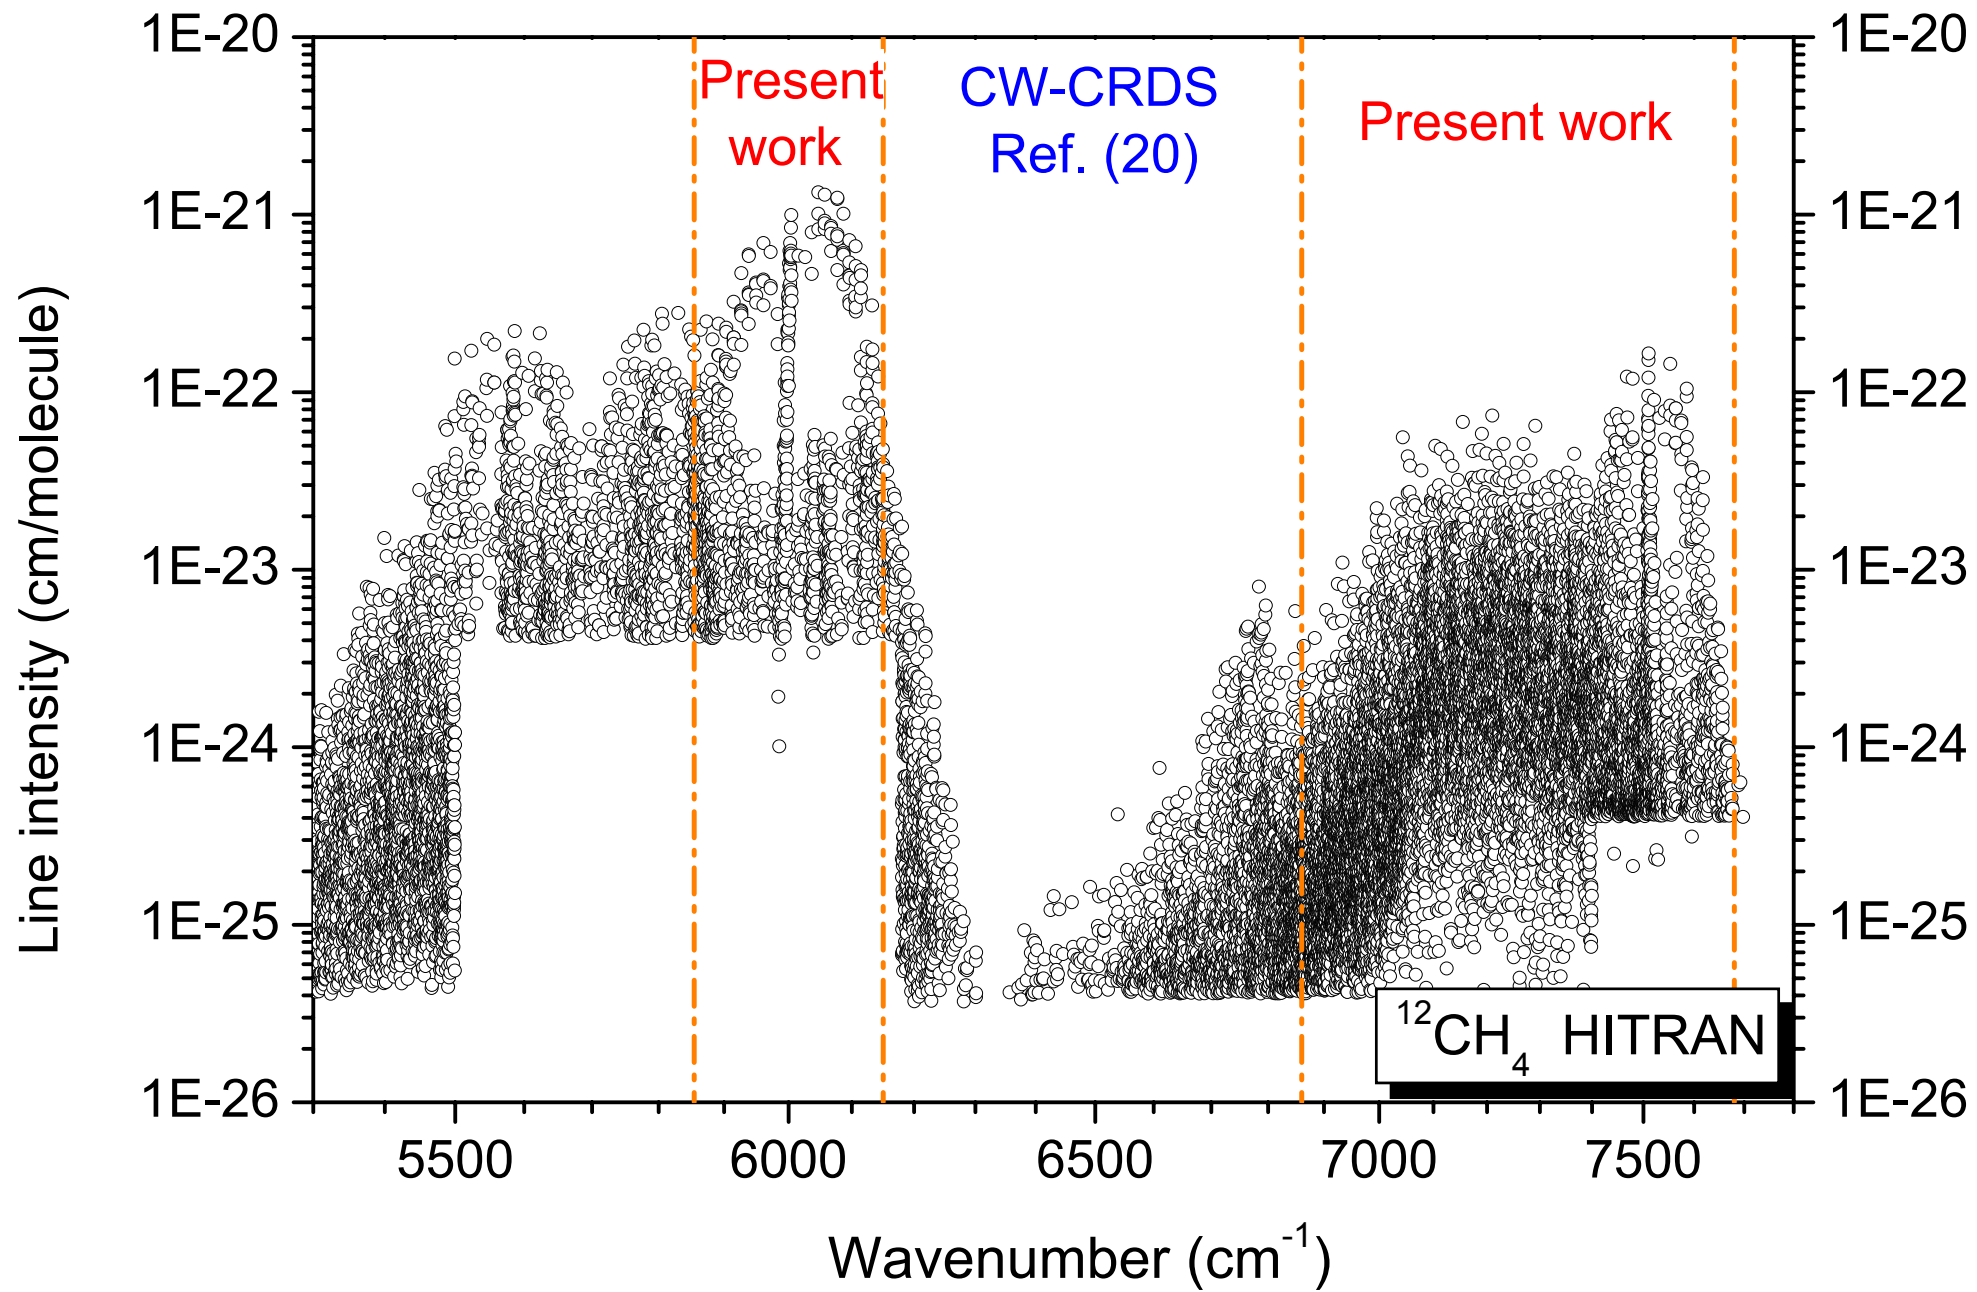 1E-20
1E-21
1E-22
1E-23
1E-24
1E-25
1E-26
Line intensity (cm/molecule)
Present
work
CW-CRDS
Ref. (20)
Present work
1E-20
1E-21
1E-22
1E-23
1E-24
1E-25
1E-26
¹²CH₄ HITRAN
5500 6000 6500 7000 7500
Wavenumber (cm⁻¹)